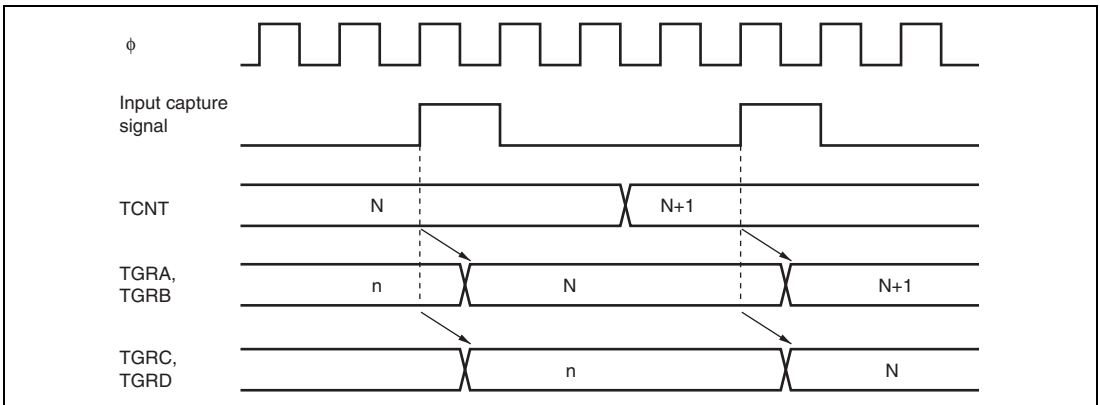 ϕ
Input capture
signal
TCNT
N
N+1
TGRA,
TGRB
n
N
N+1
TGRC,
TGRD
n
N